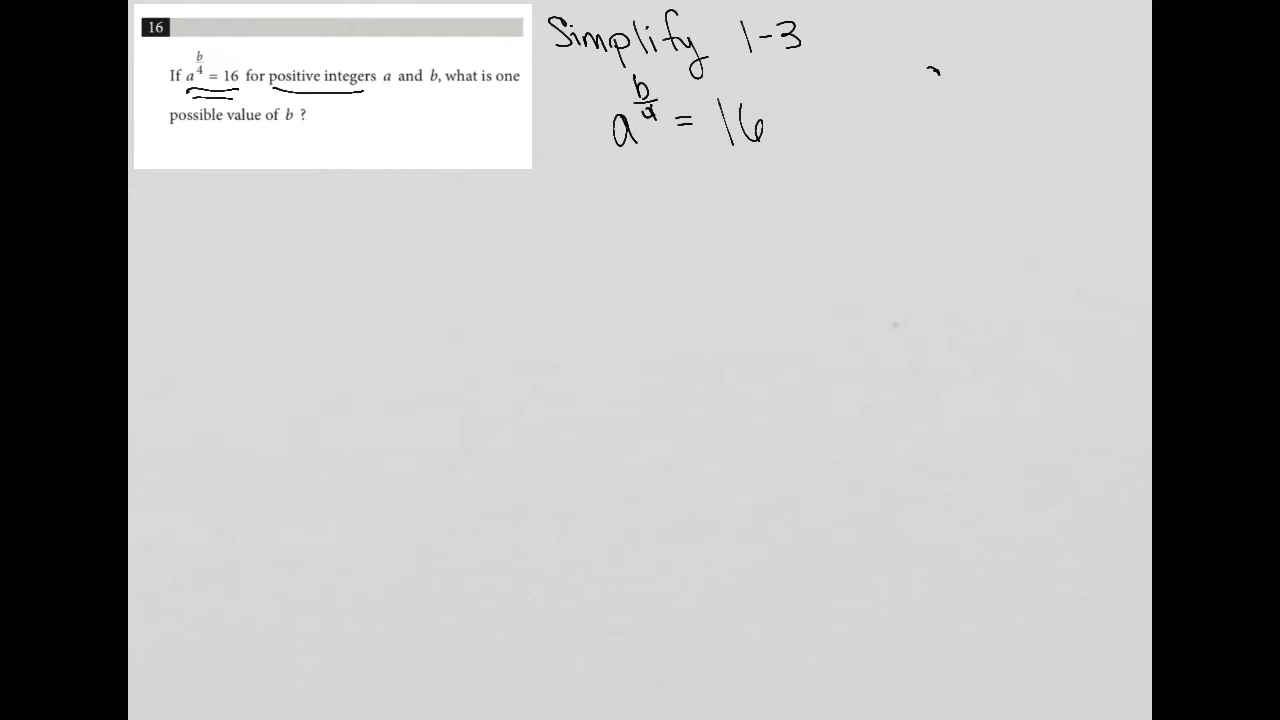 16
If a^(b/4) = 16 for positive integers a and b, what is one
possible value of b ?
Simplify 1-3
a^(b/4) = 16